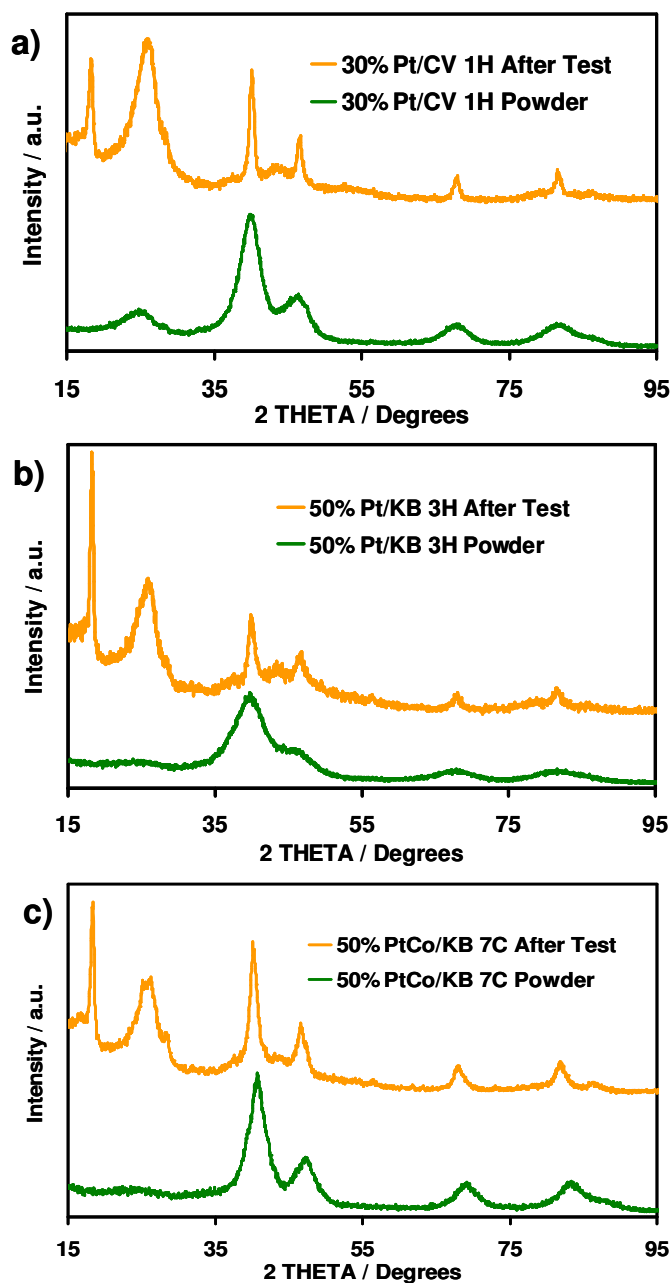 a)
30% Pt/CV 1H After Test
30% Pt/CV 1H Powder
Intensity / a.u.
15 35 55 75 95
2 THETA / Degrees
b)
50% Pt/KB 3H After Test
50% Pt/KB 3H Powder
Intensity / a.u.
15 35 55 75 95
2 THETA / Degrees
c)
50% PtCo/KB 7C After Test
50% PtCo/KB 7C Powder
Intensity / a.u.
15 35 55 75 95
2 THETA / Degrees